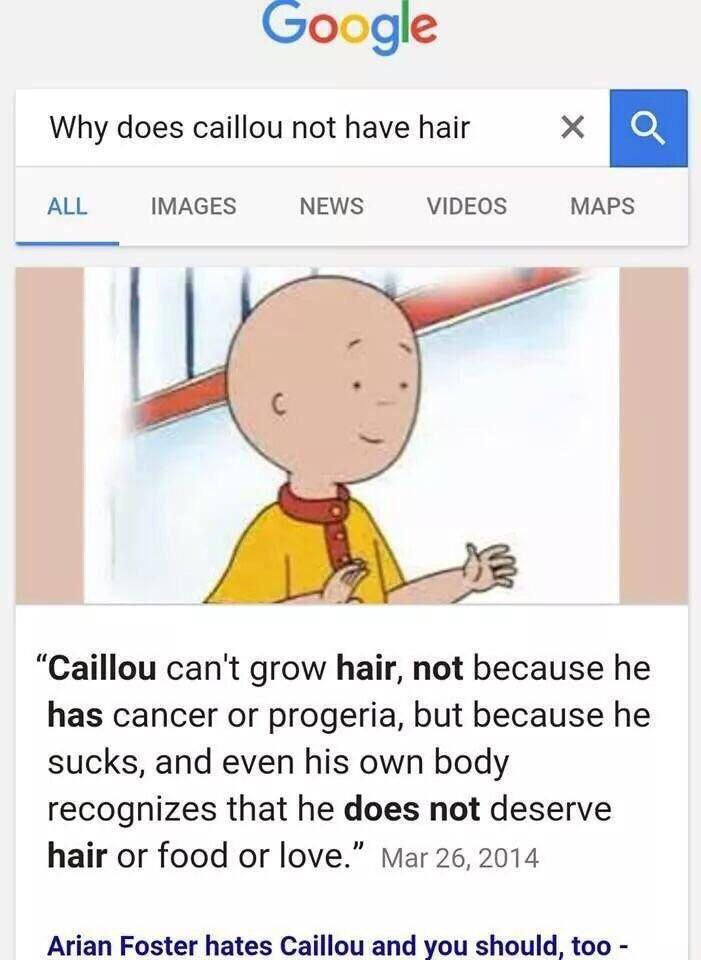 Google
Why does caillou not have hair ×
ALL IMAGES NEWS VIDEOS MAPS
“Caillou can't grow hair, not because he
has cancer or progeria, but because he
sucks, and even his own body
recognizes that he does not deserve
hair or food or love.” Mar 26, 2014
Arian Foster hates Caillou and you should, too -